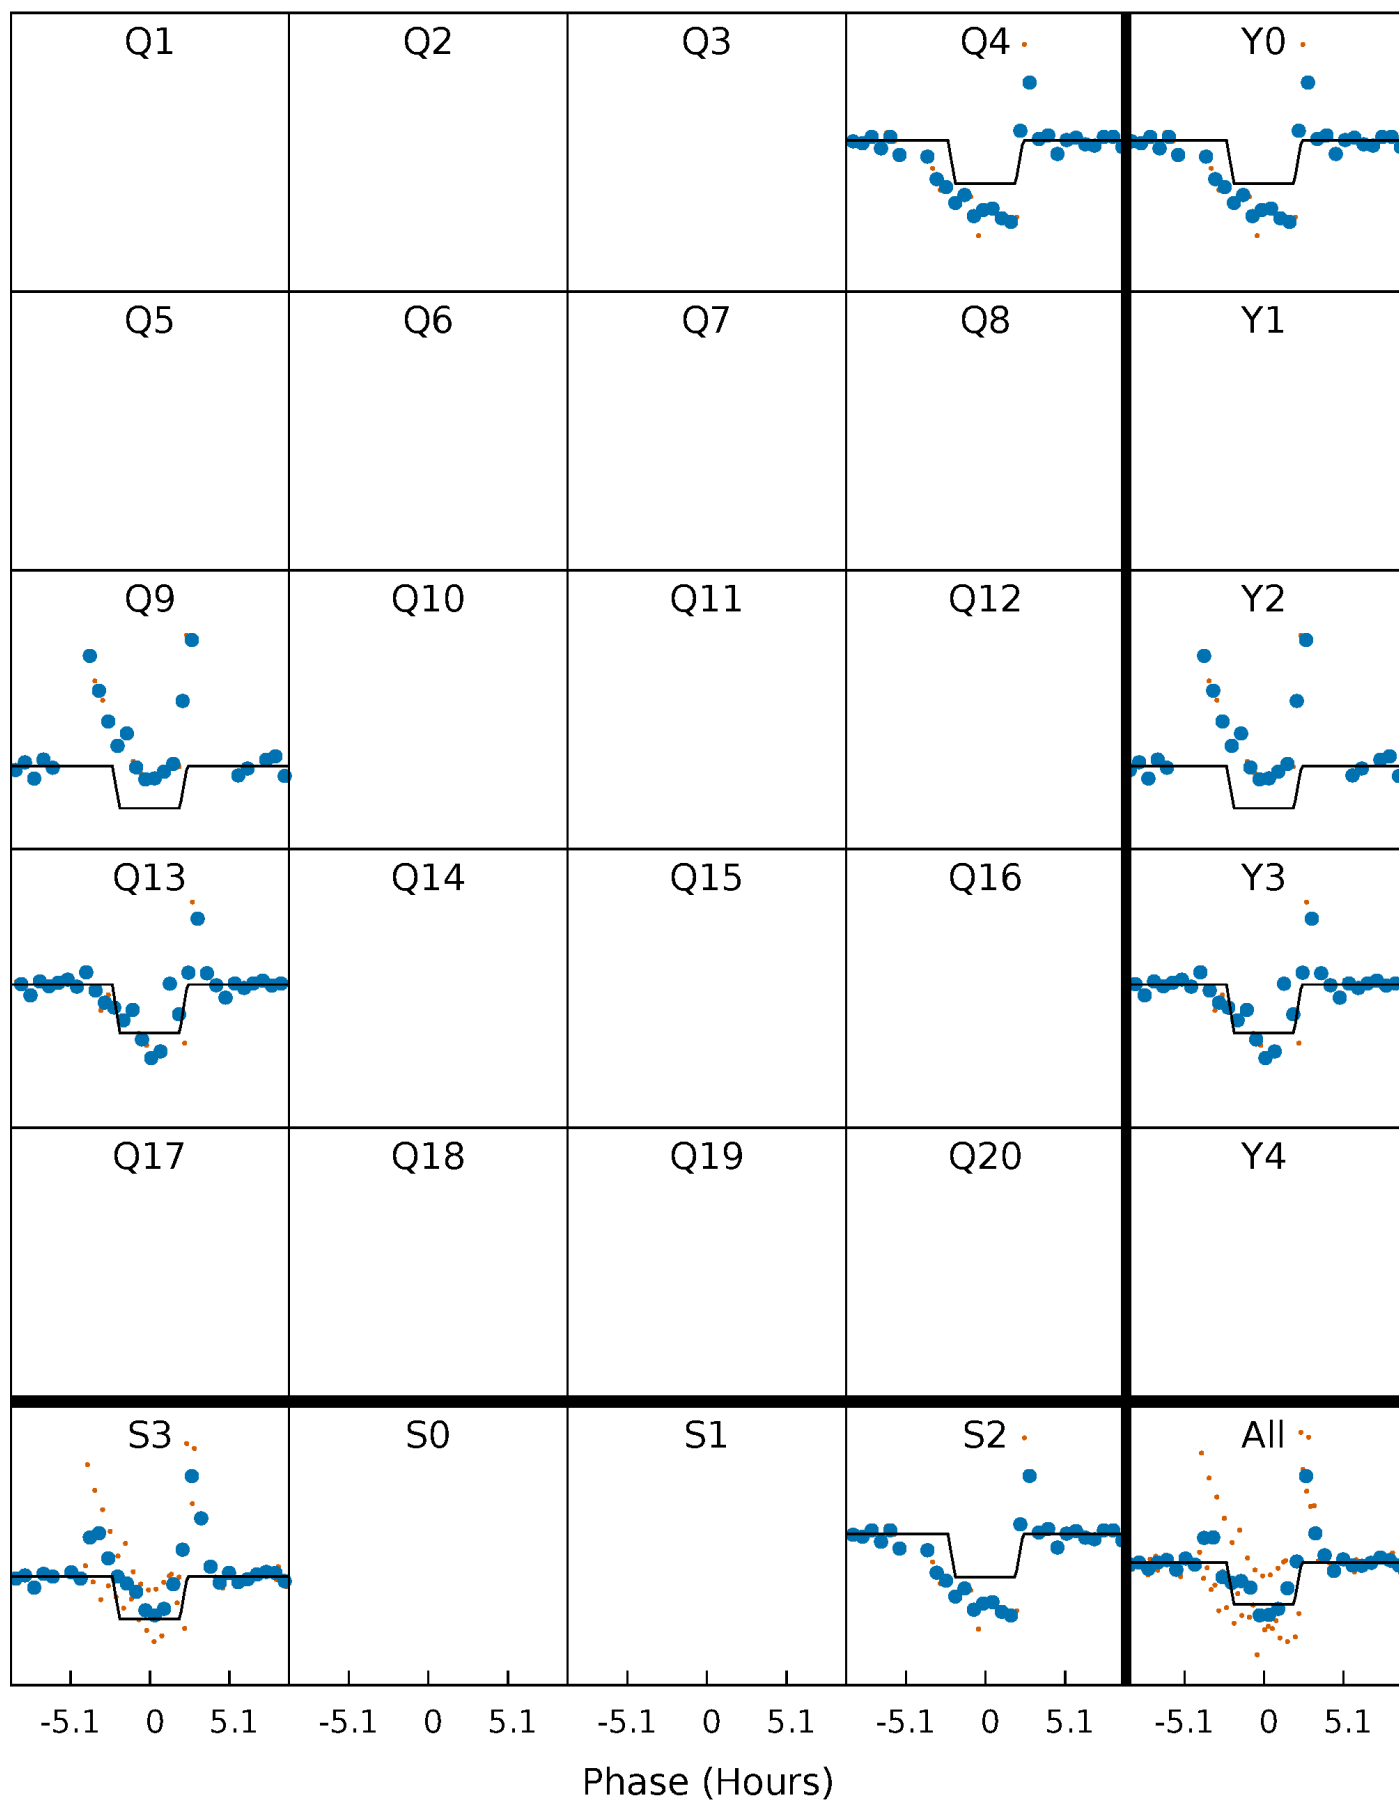 Q1 Q2 Q3 Q4 Y0
Q5 Q6 Q7 Q8 Y1
Q9 Q10 Q11 Q12 Y2
Q13 Q14 Q15 Q16 Y3
Q17 Q18 Q19 Q20 Y4
S3 S0 S1 S2 All
-5.1 0 5.1 -5.1 0 5.1 -5.1 0 5.1 -5.1 0 5.1 -5.1 0 5.1
Phase (Hours)